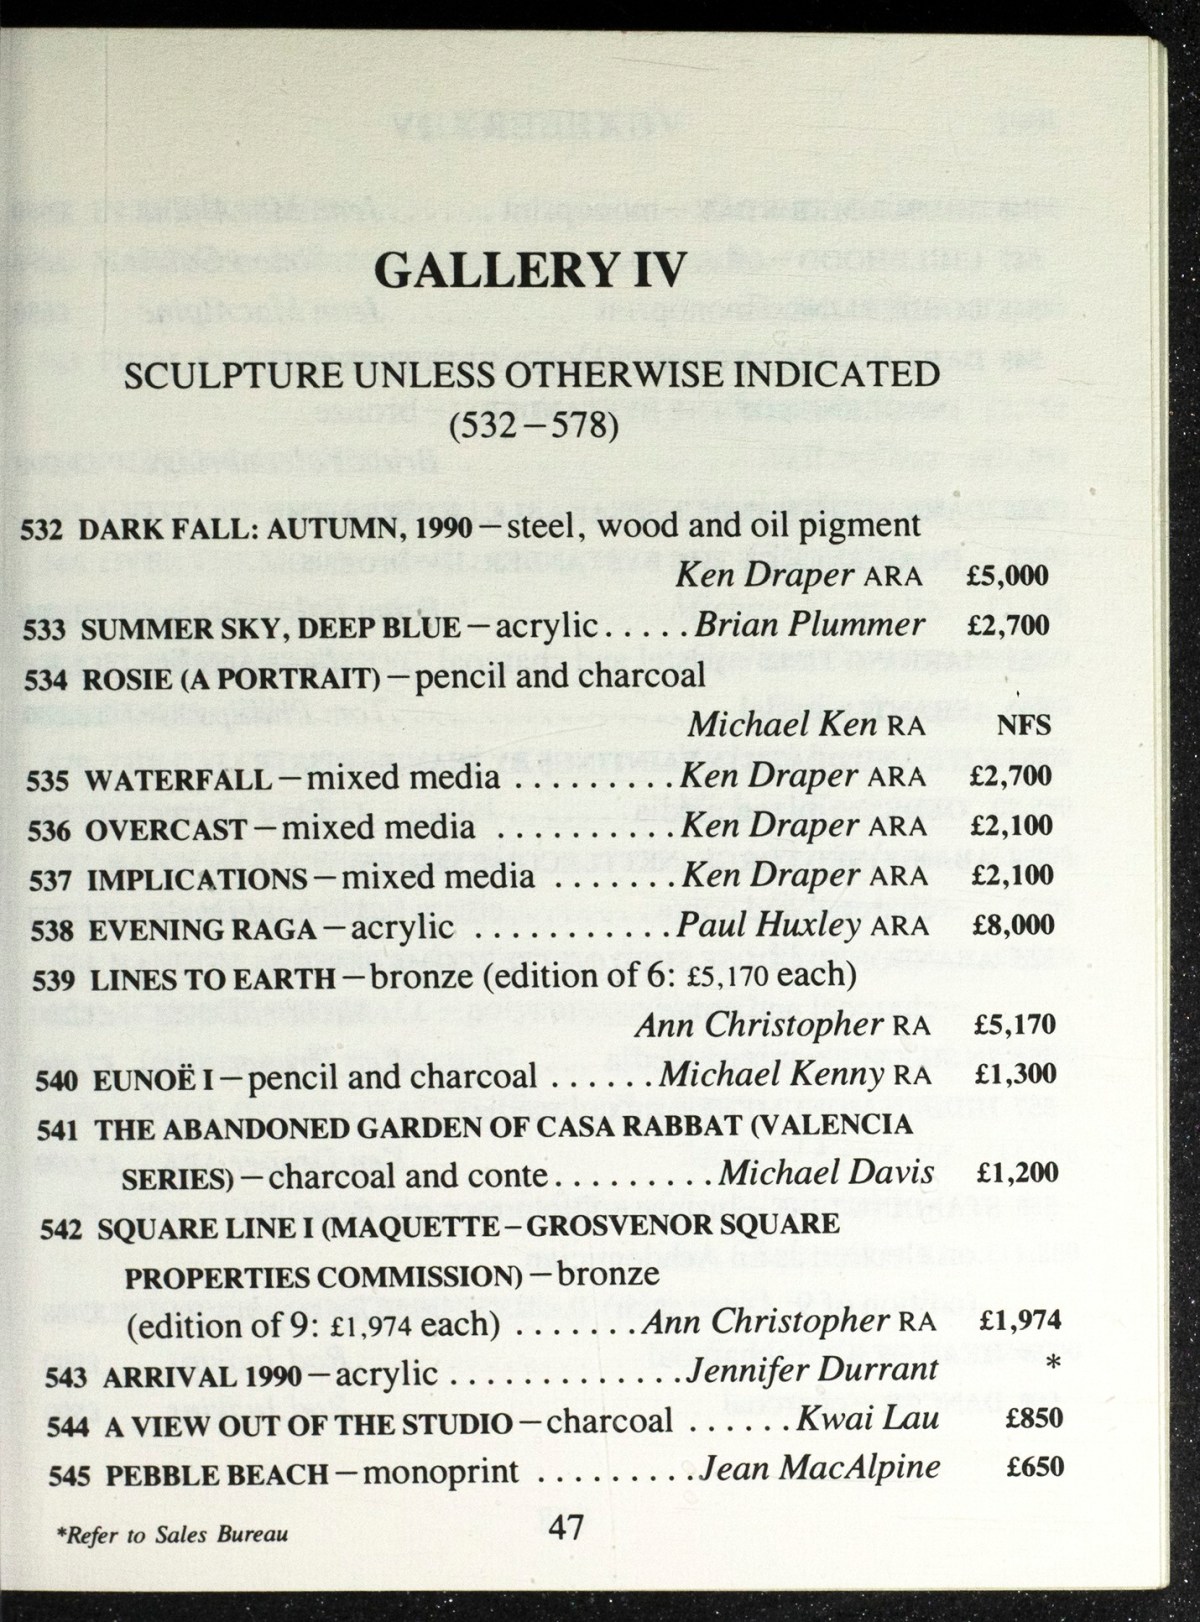 GALLERY IV
SCULPTURE UNLESS OTHERWISE INDICATED
(532–578)
532 DARK FALL: AUTUMN, 1990—steel, wood and oil pigment
Ken Draper ARA £5,000
533 SUMMER SKY, DEEP BLUE—acrylic.....Brian Plummer £2,700
534 ROSIE (A PORTRAIT)—pencil and charcoal
Michael Ken RA NFS
535 WATERFALL—mixed media .........Ken Draper ARA £2,700
536 OVERCAST—mixed media ..........Ken Draper ARA £2,100
537 IMPLICATIONS—mixed media .......Ken Draper ARA £2,100
538 EVENING RAGA—acrylic ...........Paul Huxley ARA £8,000
539 LINES TO EARTH—bronze (edition of 6: £5,170 each)
Ann Christopher RA £5,170
540 EUNOË I—pencil and charcoal ......Michael Kenny RA £1,300
541 THE ABANDONED GARDEN OF CASA RABBAT (VALENCIA
SERIES)—charcoal and conte.........Michael Davis £1,200
542 SQUARE LINE I (MAQUETTE–GROSVENOR SQUARE
PROPERTIES COMMISSION)—bronze
(edition of 9: £1,974 each) .......Ann Christopher RA £1,974
543 ARRIVAL 1990—acrylic .............Jennifer Durrant *
544 A VIEW OUT OF THE STUDIO—charcoal ......Kwai Lau £850
545 PEBBLE BEACH—monoprint .........Jean MacAlpine £650
*Refer to Sales Bureau 47